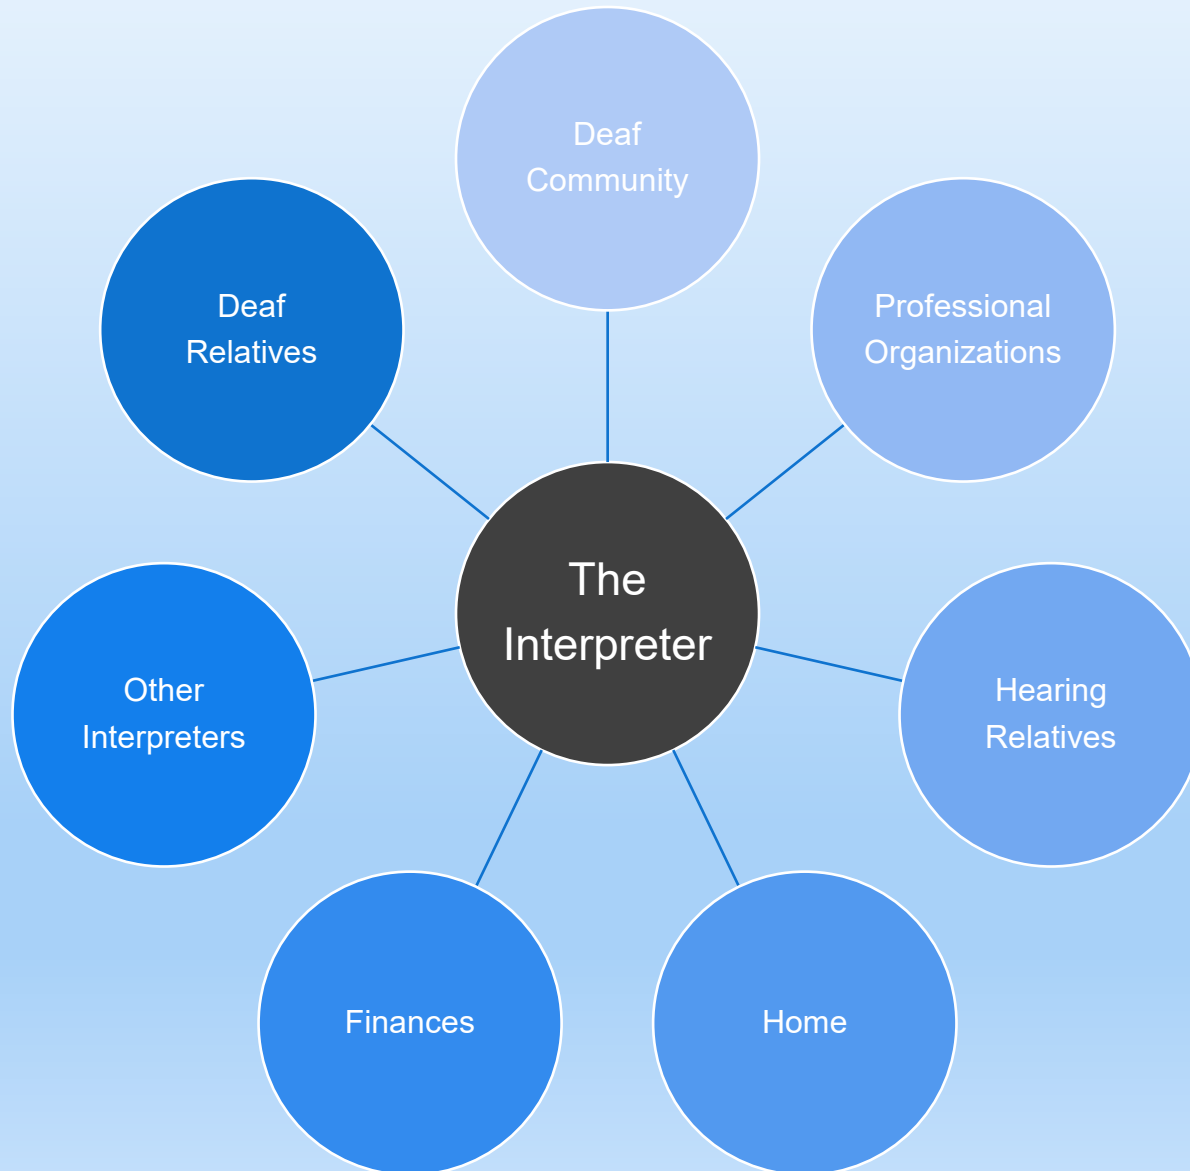 Deaf
Community
Deaf
Relatives
Professional
Organizations
The
Interpreter
Other
Interpreters
Hearing
Relatives
Finances
Home